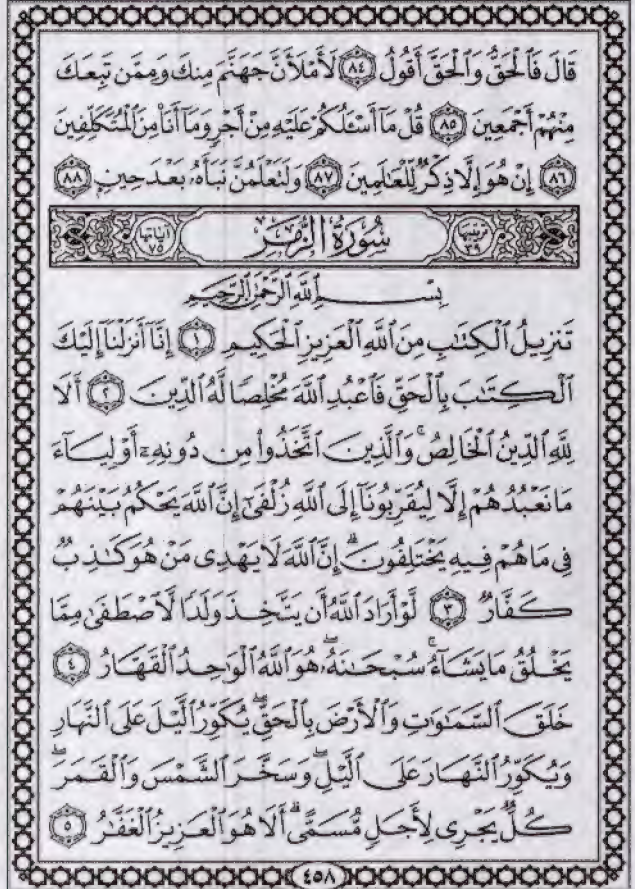 قَالَ فَٱلْحَقُّ وَٱلْحَقَّ أَقُولُ ٨٤ لَأَمْلَأَنَّ جَهَنَّمَ مِنكَ وَمِمَّن تَبِعَكَ
مِنْهُمْ أَجْمَعِينَ ٨٥ قُلْ مَآ أَسْـَٔلُكُمْ عَلَيْهِ مِنْ أَجْرٍ وَمَآ أَنَا۠ مِنَ ٱلْمُتَكَلِّفِينَ
٨٦ إِنْ هُوَ إِلَّا ذِكْرٌ لِّلْعَـٰلَمِينَ ٨٧ وَلَتَعْلَمُنَّ نَبَأَهُۥ بَعْدَ حِينٍۭ ٨٨
ترتيبها ٣٩ سُورَةُ الزُّمَرِ آياتها ٧٥
بِسْمِ ٱللَّهِ ٱلرَّحْمَـٰنِ ٱلرَّحِيمِ
تَنزِيلُ ٱلْكِتَـٰبِ مِنَ ٱللَّهِ ٱلْعَزِيزِ ٱلْحَكِيمِ ١ إِنَّآ أَنزَلْنَآ إِلَيْكَ
ٱلْكِتَـٰبَ بِٱلْحَقِّ فَٱعْبُدِ ٱللَّهَ مُخْلِصًا لَّهُ ٱلدِّينَ ٢ أَلَا
لِلَّهِ ٱلدِّينُ ٱلْخَالِصُ ۚ وَٱلَّذِينَ ٱتَّخَذُوا۟ مِن دُونِهِۦٓ أَوْلِيَآءَ
مَا نَعْبُدُهُمْ إِلَّا لِيُقَرِّبُونَآ إِلَى ٱللَّهِ زُلْفَىٰٓ إِنَّ ٱللَّهَ يَحْكُمُ بَيْنَهُمْ
فِى مَا هُمْ فِيهِ يَخْتَلِفُونَ ۗ إِنَّ ٱللَّهَ لَا يَهْدِى مَنْ هُوَ كَـٰذِبٌ
كَفَّارٌ ٣ لَّوْ أَرَادَ ٱللَّهُ أَن يَتَّخِذَ وَلَدًا لَّٱصْطَفَىٰ مِمَّا
يَخْلُقُ مَا يَشَآءُ ۚ سُبْحَـٰنَهُۥ ۖ هُوَ ٱللَّهُ ٱلْوَٰحِدُ ٱلْقَهَّارُ ٤
خَلَقَ ٱلسَّمَـٰوَٰتِ وَٱلْأَرْضَ بِٱلْحَقِّ ۖ يُكَوِّرُ ٱلَّيْلَ عَلَى ٱلنَّهَارِ
وَيُكَوِّرُ ٱلنَّهَارَ عَلَى ٱلَّيْلِ ۖ وَسَخَّرَ ٱلشَّمْسَ وَٱلْقَمَرَ ۖ
كُلٌّ يَجْرِى لِأَجَلٍ مُّسَمًّى ۗ أَلَا هُوَ ٱلْعَزِيزُ ٱلْغَفَّـٰرُ ٥
٤٥٨